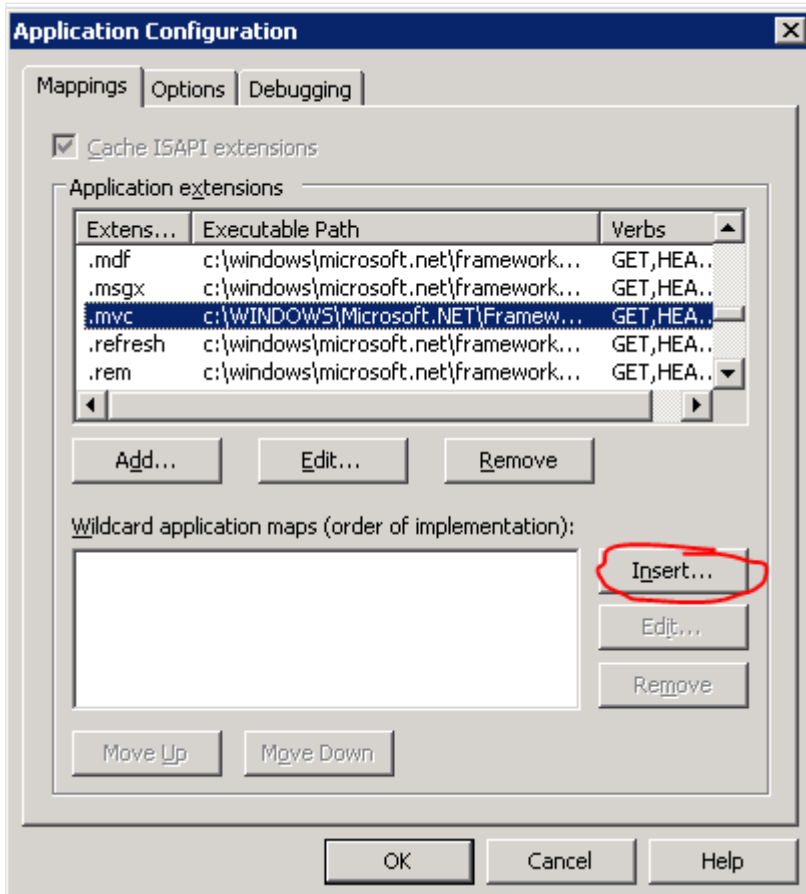 Application Configuration
Mappings Options Debugging
Cache ISAPI extensions
Application extensions
Extens... Executable Path Verbs
.mdf c:\windows\microsoft.net\framework... GET,HEA..
.msgx c:\windows\microsoft.net\framework... GET,HEA..
.mvc c:\WINDOWS\Microsoft.NET\Framew... GET,HEA..
.refresh c:\windows\microsoft.net\framework... GET,HEA..
.rem c:\windows\microsoft.net\framework... GET,HEA..
Add... Edit... Remove
Wildcard application maps (order of implementation):
Insert...
Edit...
Remove
Move Up Move Down
OK Cancel Help